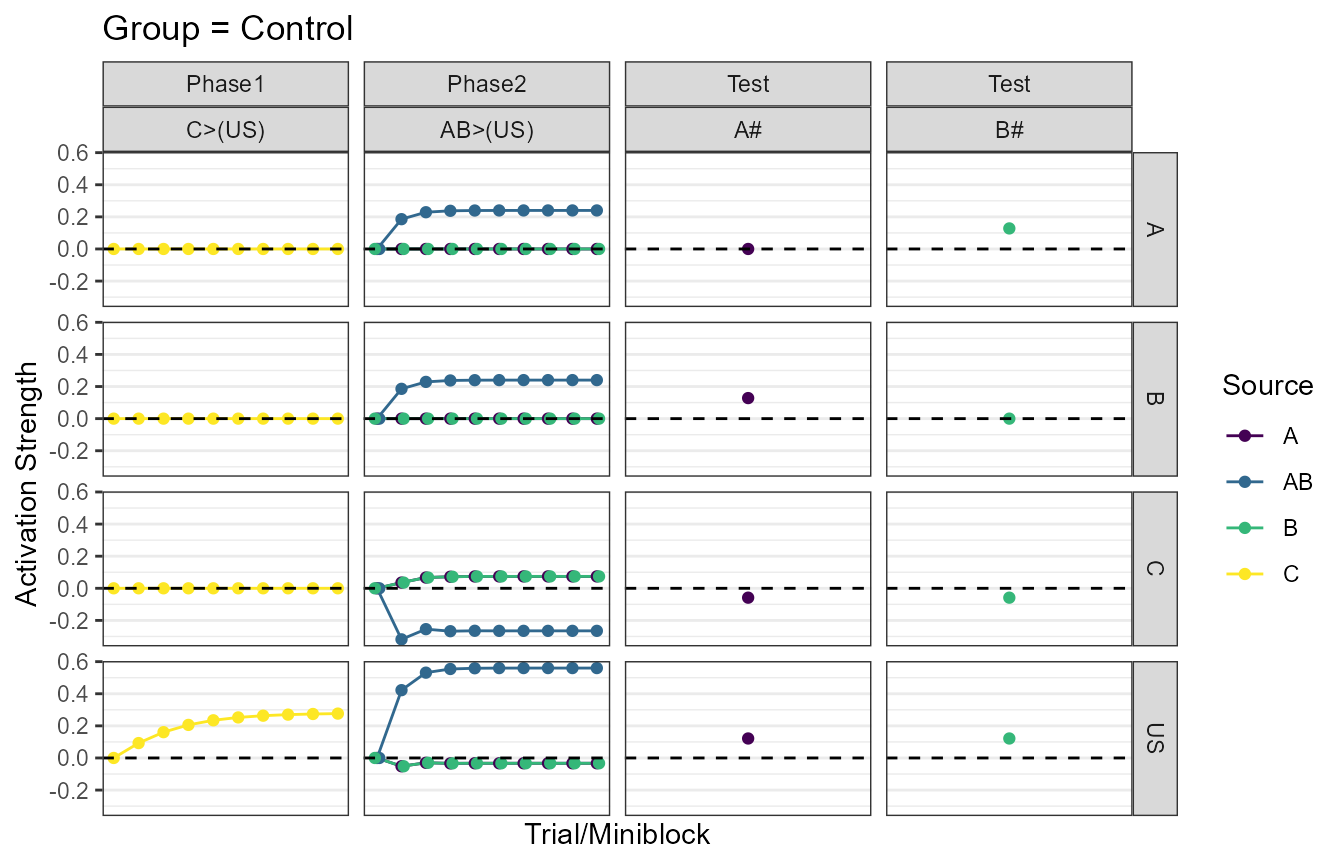 Group = Control
Phase1 Phase2 Test Test
C>(US) AB>(US) A# B#
0.6
0.4
0.2
0.0
-0.2
A
0.6
0.4
0.2
0.0
-0.2
B
0.6
0.4
0.2
0.0
-0.2
C
0.6
0.4
0.2
0.0
-0.2
US
Activation Strength
Trial/Miniblock
Source
A
AB
B
C